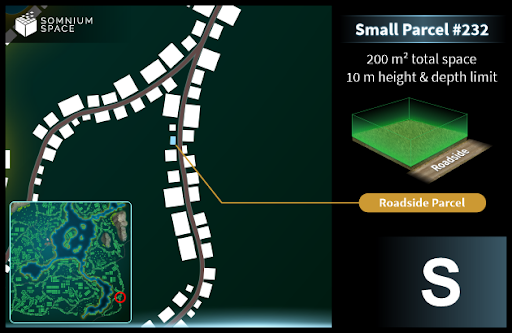 SOMNIUM
SPACE
Small Parcel #232
200 m² total space
10 m height & depth limit
Roadside
Roadside Parcel
S